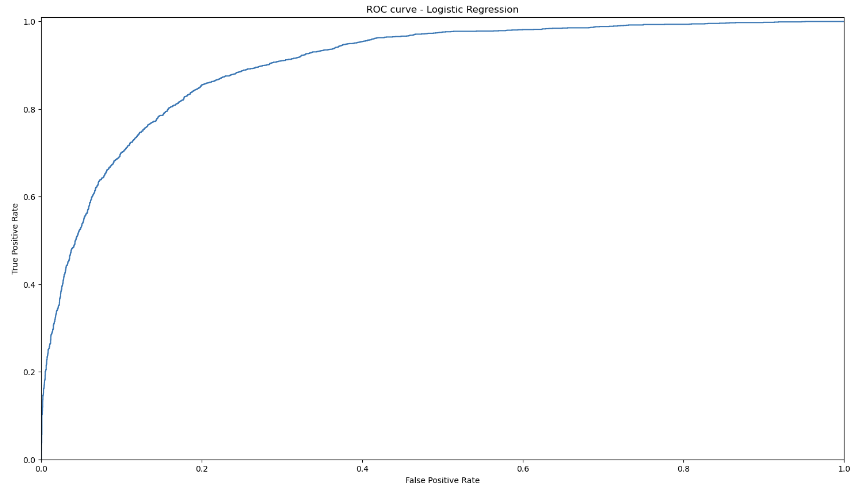 ROC curve - Logistic Regression
1.0
0.8
0.6
0.4
0.2
0.0
True Positive Rate
0.0 0.2 0.4 0.6 0.8 1.0
False Positive Rate